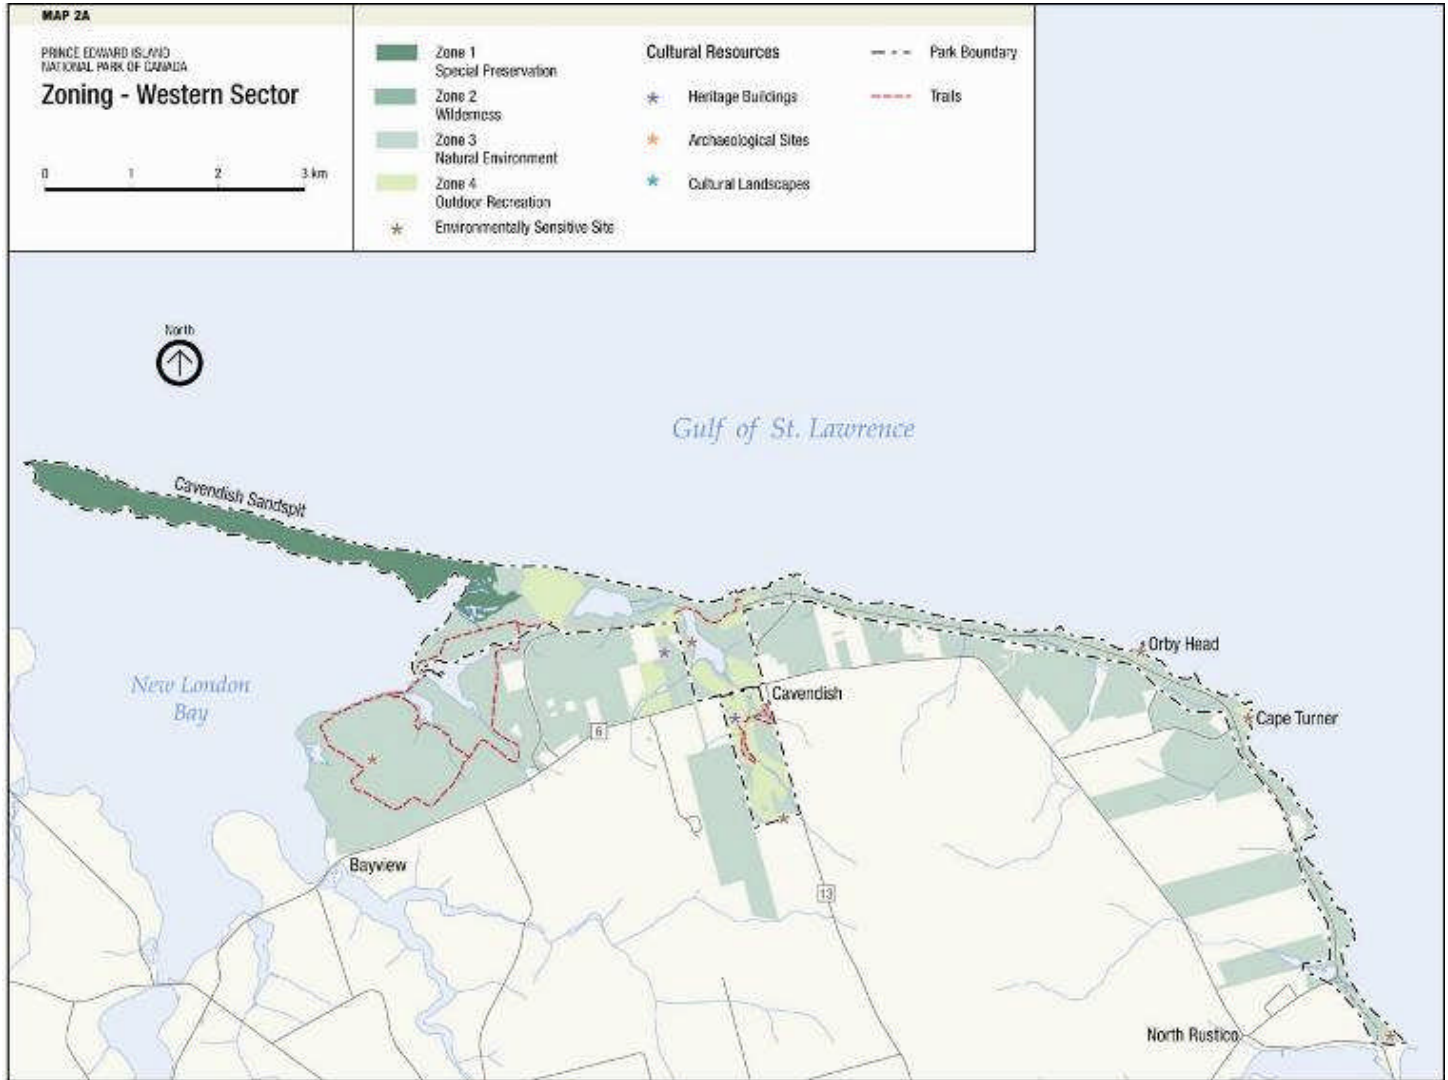 MAP 2A
PRINCE EDWARD ISLAND
NATIONAL PARK OF CANADA
Zoning - Western Sector
0 1 2 3 km
Zone 1
Special Preservation
Zone 2
Wilderness
Zone 3
Natural Environment
Zone 4
Outdoor Recreation
Environmentally Sensitive Site
Cultural Resources
Heritage Buildings
Archaeological Sites
Cultural Landscapes
Park Boundary
Trails
North
Gulf of St. Lawrence
Cavendish Sandspit
Orby Head
New London
Bay
Cavendish
Cape Turner
6
Bayview
13
North Rustico